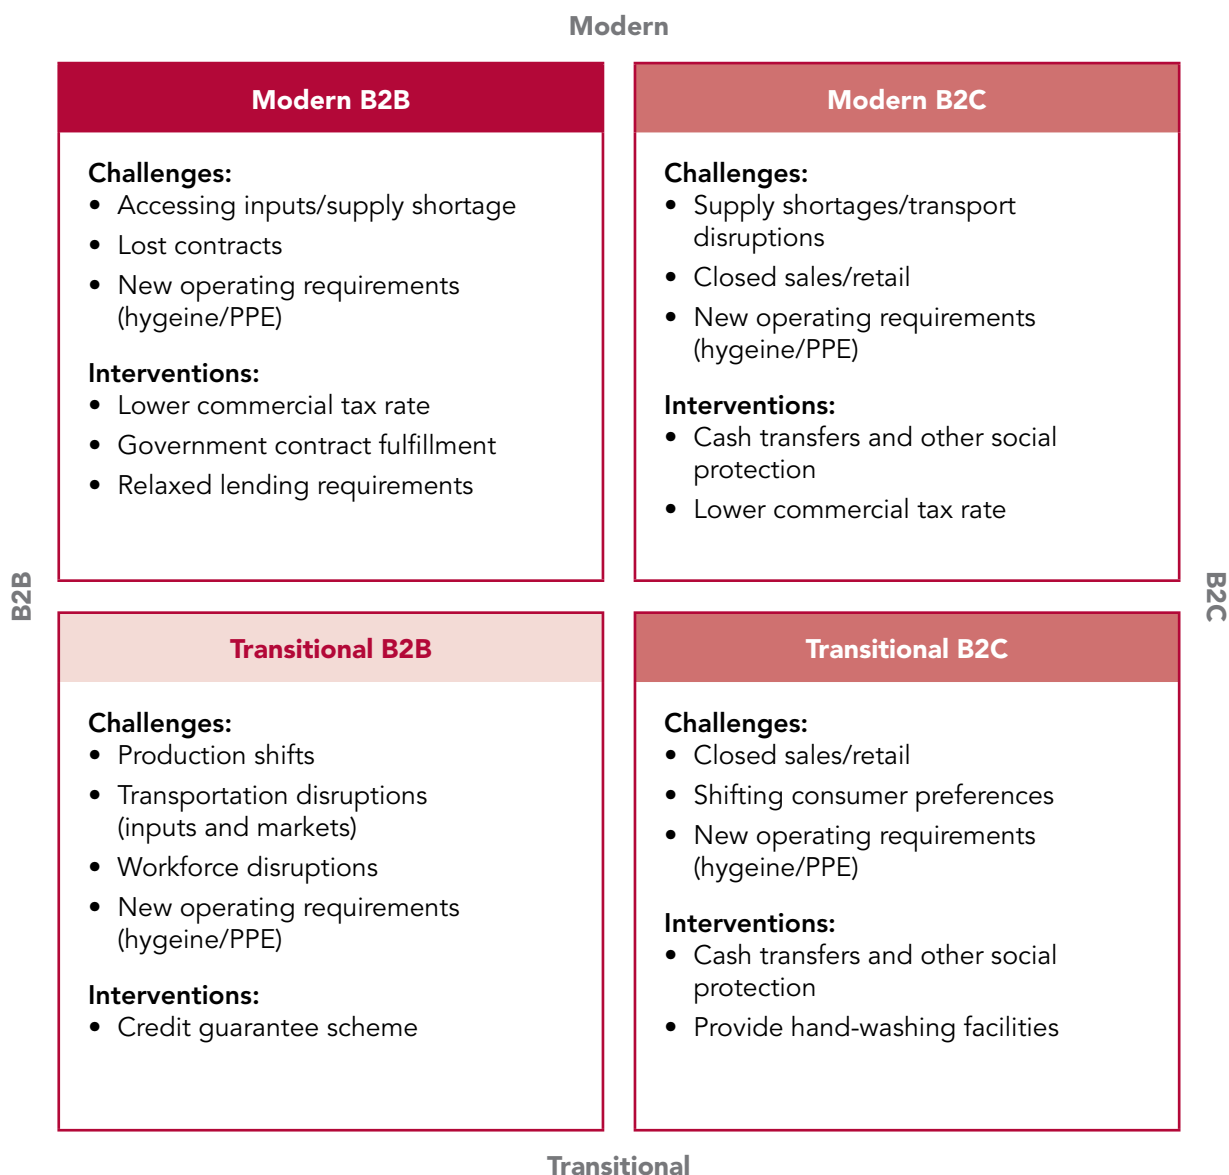 Modern
Modern B2B
Challenges:
• Accessing inputs/supply shortage
• Lost contracts
• New operating requirements
(hygeine/PPE)
Interventions:
• Lower commercial tax rate
• Government contract fulfillment
• Relaxed lending requirements
Modern B2C
Challenges:
• Supply shortages/transport
disruptions
• Closed sales/retail
• New operating requirements
(hygeine/PPE)
Interventions:
• Cash transfers and other social
protection
• Lower commercial tax rate
B2B
B2C
Transitional B2B
Challenges:
• Production shifts
• Transportation disruptions
(inputs and markets)
• Workforce disruptions
• New operating requirements
(hygeine/PPE)
Interventions:
• Credit guarantee scheme
Transitional B2C
Challenges:
• Closed sales/retail
• Shifting consumer preferences
• New operating requirements
(hygeine/PPE)
Interventions:
• Cash transfers and other social
protection
• Provide hand-washing facilities
Transitional